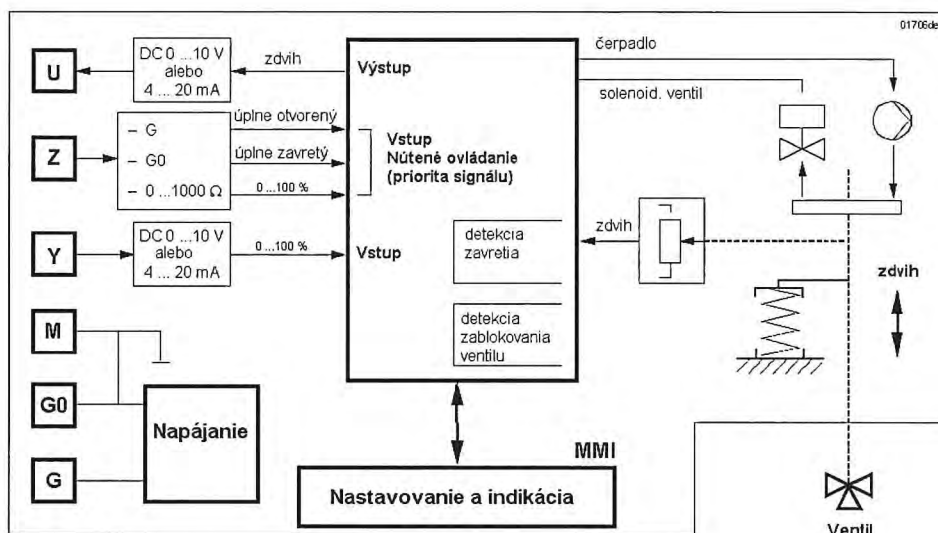 01706de
U
DC 0 ...10 V
alebo
4 ... 20 mA
zdvih
Výstup
čerpadlo
solenoid. ventil
Z
– G
– G0
– 0 ...1000 Ω
úplne otvorený
úplne zavretý
0 ...100 %
Vstup
Nútené ovládanie
(priorita signálu)
Y
DC 0 ...10 V
alebo
4 ... 20 mA
0 ...100 %
Vstup
detekcia
zavretia
detekcia
zablokovania
ventilu
zdvih
zdvih
M
G0
G
Napájanie
MMI
Nastavovanie a indikácia
Ventil